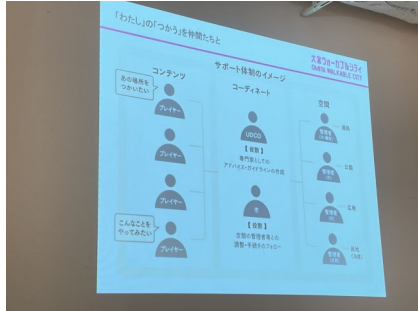 「わたし」の「つかう」を仲間たちと
大宮ウォーカブルシティ
OMIYA WALKABLE CITY
サポート体制のイメージ
コンテンツ
コーディネート
空間
あの場所を
つかいたい
プレイヤー
プレイヤー
プレイヤー
こんなことを
やってみたい
プレイヤー
UDCO
【 役割 】
専門家としての
アドバイス・ガイドラインの作成
市
【 役割 】
空間の管理者等との
調整・手続きのフォロー
管理者
道路
管理者
公園
管理者
広場
管理者
民地